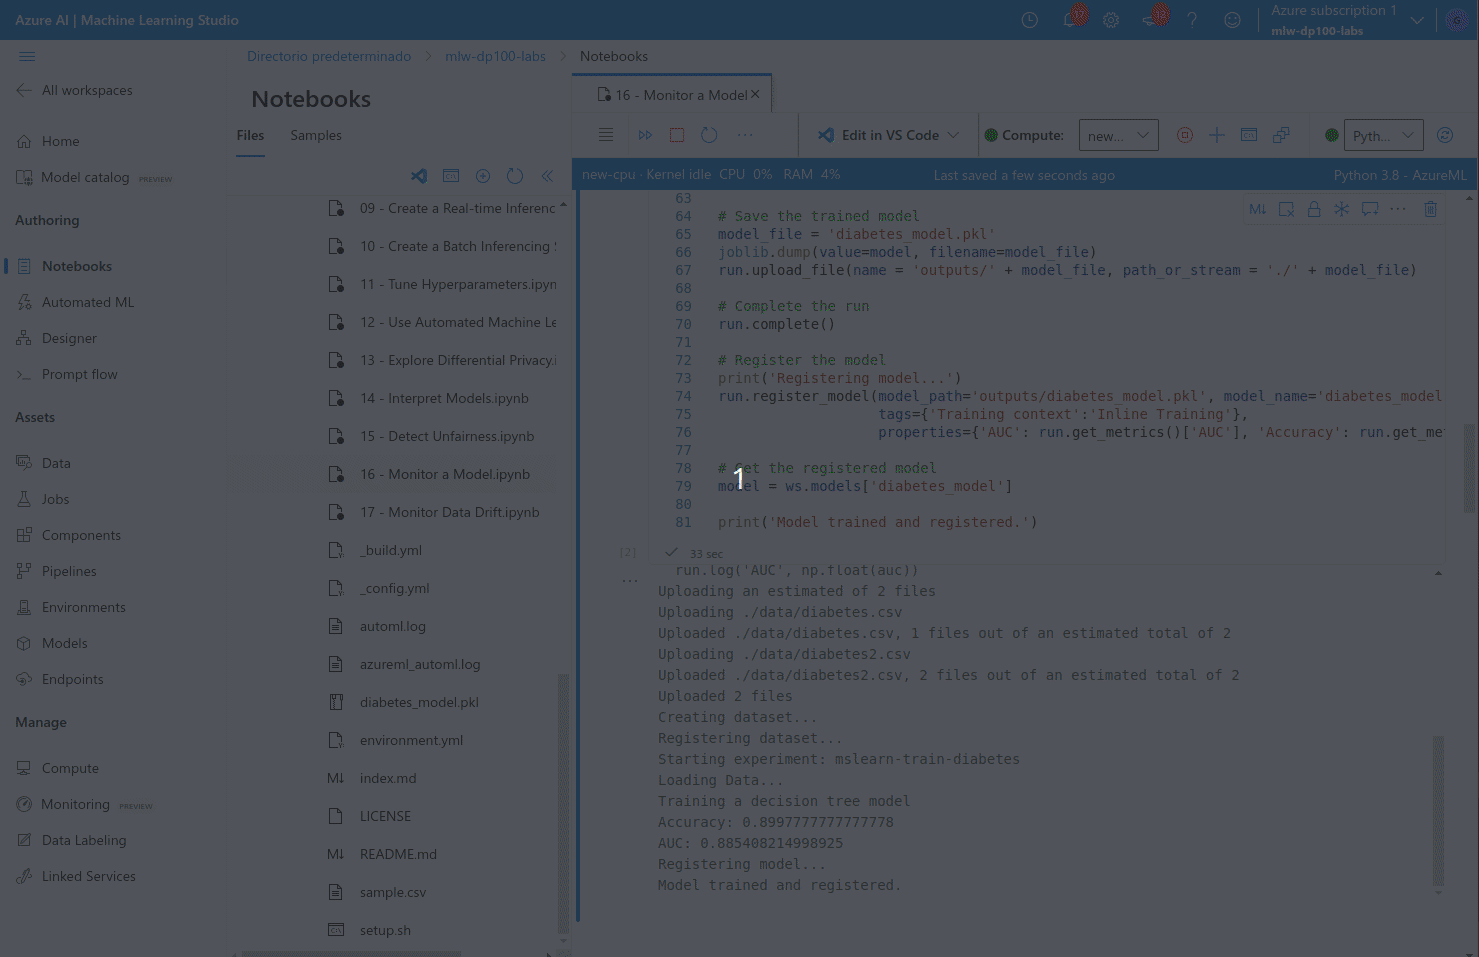 Azure AI | Machine Learning Studio
17
13
Azure subscription 1
mlw-dp100-labs
Directorio predeterminado
mlw-dp100-labs
Notebooks
All workspaces
Home
Model catalog PREVIEW
Authoring
Notebooks
Automated ML
Designer
Prompt flow
Assets
Data
Jobs
Components
Pipelines
Environments
Models
Endpoints
Manage
Compute
Monitoring PREVIEW
Data Labeling
Linked Services
Notebooks
Files Samples
09 - Create a Real-time Inferenc
10 - Create a Batch Inferencing S
11 - Tune Hyperparameters.ipyn
12 - Use Automated Machine Le
13 - Explore Differential Privacy.i
14 - Interpret Models.ipynb
15 - Detect Unfairness.ipynb
16 - Monitor a Model.ipynb
17 - Monitor Data Drift.ipynb
_build.yml
_config.yml
automl.log
azureml_automl.log
diabetes_model.pkl
environment.yml
M↓ index.md
LICENSE
M↓ README.md
sample.csv
setup.sh
16 - Monitor a Model
Edit in VS Code
Compute: new...
Pyth...
new-cpu · Kernel idle CPU 0% RAM 4%
Last saved a few seconds ago
Python 3.8 - AzureML
M↓
63
64 # Save the trained model
65 model_file = 'diabetes_model.pkl'
66 joblib.dump(value=model, filename=model_file)
67 run.upload_file(name = 'outputs/' + model_file, path_or_stream = './' + model_file)
68
69 # Complete the run
70 run.complete()
71
72 # Register the model
73 print('Registering model...')
74 run.register_model(model_path='outputs/diabetes_model.pkl', model_name='diabetes_model
75 tags={'Training context':'Inline Training'},
76 properties={'AUC': run.get_metrics()['AUC'], 'Accuracy': run.get_me
77
78 # Get the registered model
79 model = ws.models['diabetes_model']
80
81 print('Model trained and registered.')
1
[2] 33 sec
run.log('AUC', np.float(auc))
Uploading an estimated of 2 files
Uploading ./data/diabetes.csv
Uploaded ./data/diabetes.csv, 1 files out of an estimated total of 2
Uploading ./data/diabetes2.csv
Uploaded ./data/diabetes2.csv, 2 files out of an estimated total of 2
Uploaded 2 files
Creating dataset...
Registering dataset...
Starting experiment: mslearn-train-diabetes
Loading Data...
Training a decision tree model
Accuracy: 0.8997777777777778
AUC: 0.885408214998925
Registering model...
Model trained and registered.